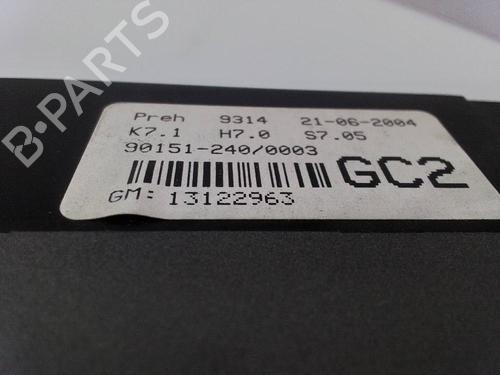 B-PARTS
Preh 9314 21-06-2004
K7.1 H7.0 S7.05
90151-240/0003
GC2
GM: 13122963